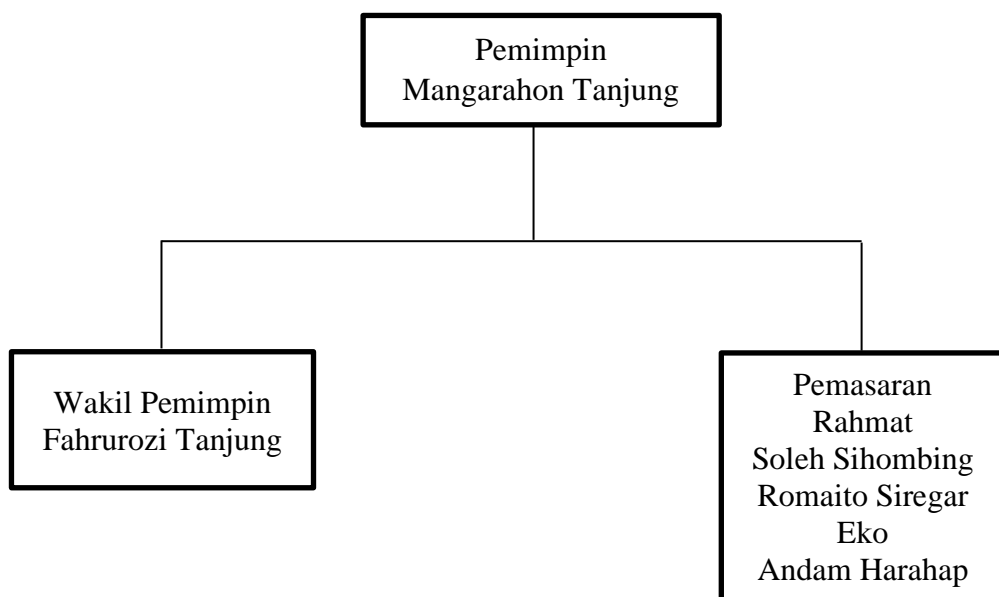 Pemimpin
Mangarahon Tanjung
Wakil Pemimpin
Fahrurozi Tanjung
Pemasaran
Rahmat
Soleh Sihombing
Romaito Siregar
Eko
Andam Harahap